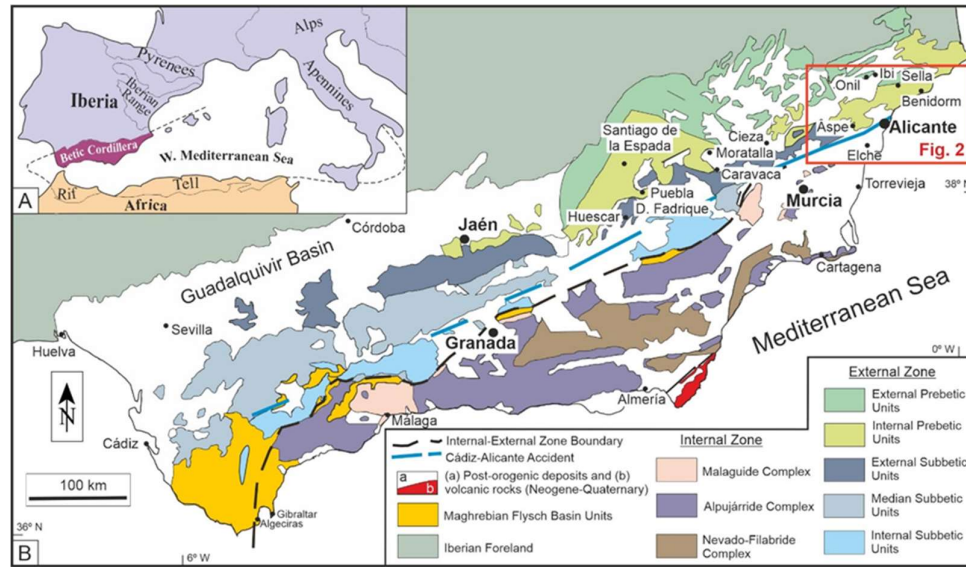 Pyrenees
Alps
Apennines
Iberian
Range
Iberia
Betic Cordillera
W. Mediterranean Sea
Rif
Tell
Africa
A
Ibi
Sella
Onil
Benidorm
Aspe
Alicante
Elche
Fig. 2
Santiago de
la Espada
Cieza
Moratalla
Caravaca
Torrevieja
38º N
Puebla
D. Fadrique
Huescar
Murcia
Córdoba
Jaén
Guadalquivir Basin
Cartagena
Sevilla
Huelva
Granada
Mediterranean Sea
0º W
N
Almería
Málaga
Cádiz
100 km
Gibraltar
Algeciras
36 ºN
6º W
B
Internal-External Zone Boundary
Cádiz-Alicante Accident
a
b
(a) Post-orogenic deposits and (b)
volcanic rocks (Neogene-Quaternary)
Maghrebian Flysch Basin Units
Iberian Foreland
Internal Zone
Malaguide Complex
Alpujárride Complex
Nevado-Filabride
Complex
External Zone
External Prebetic
Units
Internal Prebetic
Units
External Subbetic
Units
Median Subbetic
Units
Internal Subbetic
Units